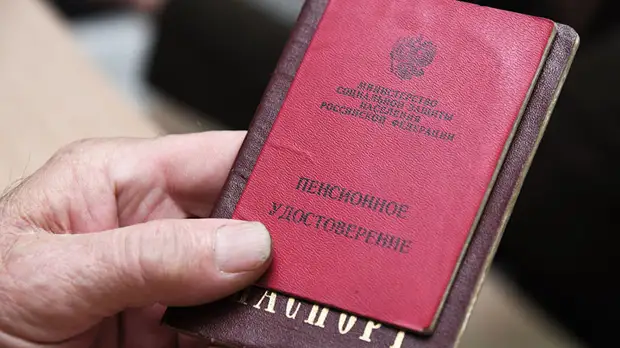 МИНИСТЕРСТВО
СОЦИАЛЬНОЙ ЗАЩИТЫ
НАСЕЛЕНИЯ
РОССИЙСКОЙ ФЕДЕРАЦИИ
ПЕНСИОННОЕ
УДОСТОВЕРЕНИЕ
ПАСПОРТ